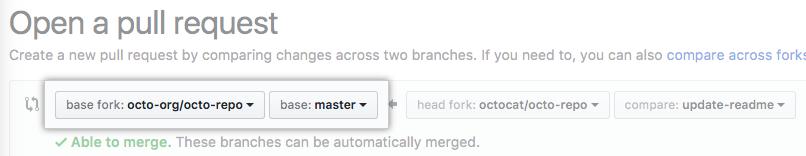 Open a pull request
Create a new pull request by comparing changes across two branches. If you need to, you can also compare across forks
base fork: octo-org/octo-repo base: master head fork: octocat/octo-repo compare: update-readme
Able to merge. These branches can be automatically merged.